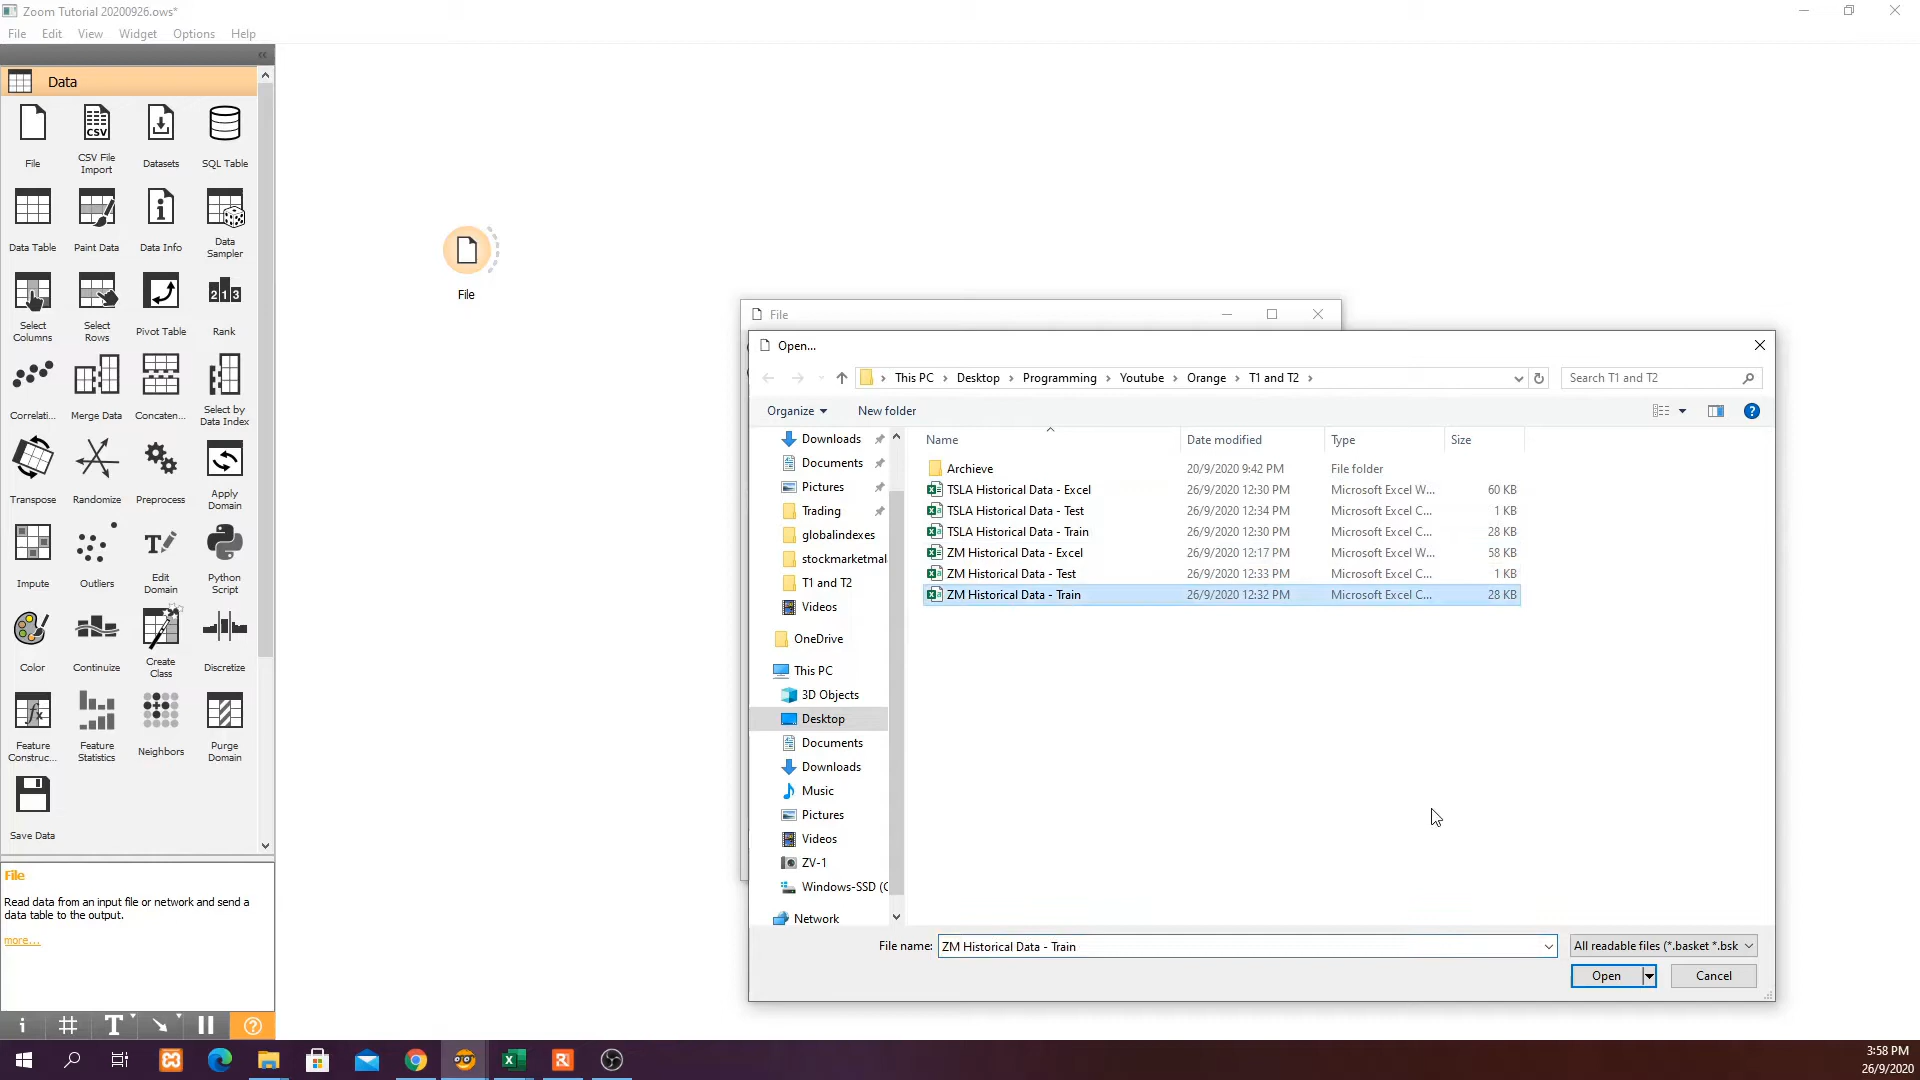 Zoom Tutorial 20200926.ows*
File Edit View Widget Options Help
Data
File
CSV File Import
Datasets
SQL Table
Data Table
Paint Data
Data Info
Data Sampler
Select Columns
Select Rows
Pivot Table
Rank
Correlati...
Merge Data
Concaten...
Select by Data Index
Transpose
Randomize
Preprocess
Apply Domain
Impute
Outliers
Edit Domain
Python Script
Color
Continuize
Create Class
Discretize
Feature Construc...
Feature Statistics
Neighbors
Purge Domain
Save Data
File
Read data from an input file or network and send a
data table to the output.
more...
File
File
Open...
This PC > Desktop > Programming > Youtube > Orange > T1 and T2 >
Search T1 and T2
Organize
New folder
Downloads
Documents
Pictures
Trading
globalindexes
stockmarketmal
T1 and T2
Videos
OneDrive
This PC
3D Objects
Desktop
Documents
Downloads
Music
Pictures
Videos
ZV-1
Windows-SSD (C
Network
Name Date modified Type Size
Archieve 20/9/2020 9:42 PM File folder
TSLA Historical Data - Excel 26/9/2020 12:30 PM Microsoft Excel W... 60 KB
TSLA Historical Data - Test 26/9/2020 12:34 PM Microsoft Excel C... 1 KB
TSLA Historical Data - Train 26/9/2020 12:30 PM Microsoft Excel C... 28 KB
ZM Historical Data - Excel 26/9/2020 12:17 PM Microsoft Excel W... 58 KB
ZM Historical Data - Test 26/9/2020 12:33 PM Microsoft Excel C... 1 KB
ZM Historical Data - Train 26/9/2020 12:32 PM Microsoft Excel C... 28 KB
File name: ZM Historical Data - Train
All readable files (*.basket *.bsk
Open
Cancel
3:58 PM
26/9/2020